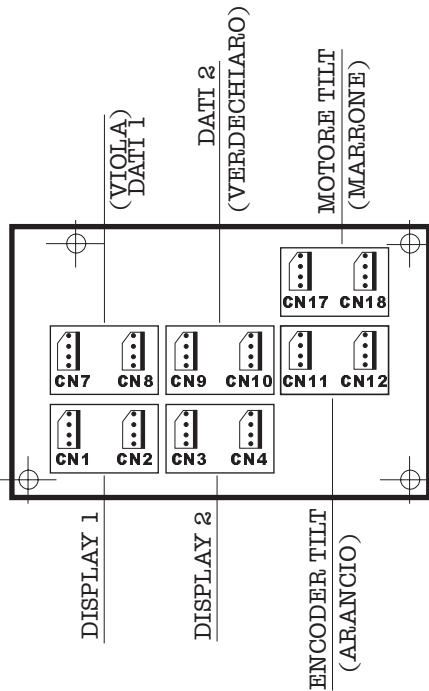 (VIOLA)
DATI 1
DATI 2
(VERDECHIARO)
MOTORE TILT
(MARRONE)
CN17 CN18
CN7 CN8 CN9 CN10 CN11 CN12
CN1 CN2 CN3 CN4
DISPLAY 1
DISPLAY 2
ENCODER TILT
(ARANCIO)